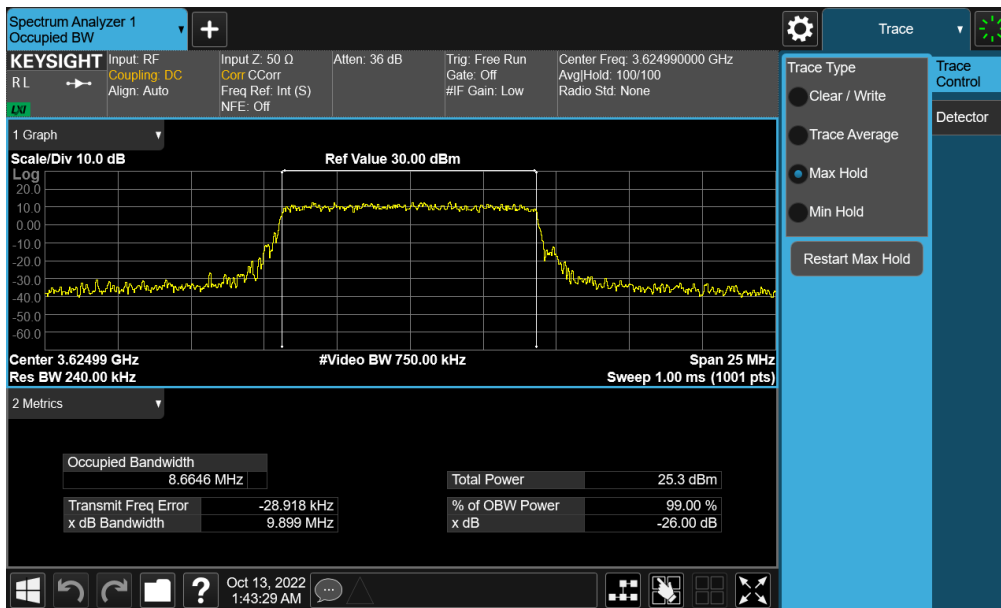 Spectrum Analyzer 1
Occupied BW
+
Trace
KEYSIGHT
R L
LXI
Input: RF
Coupling: DC
Align: Auto
Input Z: 50 Ω
Corr CCorr
Freq Ref: Int (S)
NFE: Off
Atten: 36 dB
Trig: Free Run
Gate: Off
#IF Gain: Low
Center Freq: 3.624990000 GHz
Avg|Hold: 100/100
Radio Std: None
Trace Type
Clear / Write
Trace Average
Max Hold
Min Hold
Restart Max Hold
Trace
Control
Detector
1 Graph
Scale/Div 10.0 dB
Ref Value 30.00 dBm
Log
20.0
10.0
0.00
-10.0
-20.0
-30.0
-40.0
-50.0
-60.0
Center 3.62499 GHz
#Video BW 750.00 kHz
Span 25 MHz
Res BW 240.00 kHz
Sweep 1.00 ms (1001 pts)
2 Metrics
Occupied Bandwidth
8.6646 MHz
Total Power 25.3 dBm
Transmit Freq Error -28.918 kHz
% of OBW Power 99.00 %
x dB Bandwidth 9.899 MHz
x dB -26.00 dB
?
Oct 13, 2022
1:43:29 AM